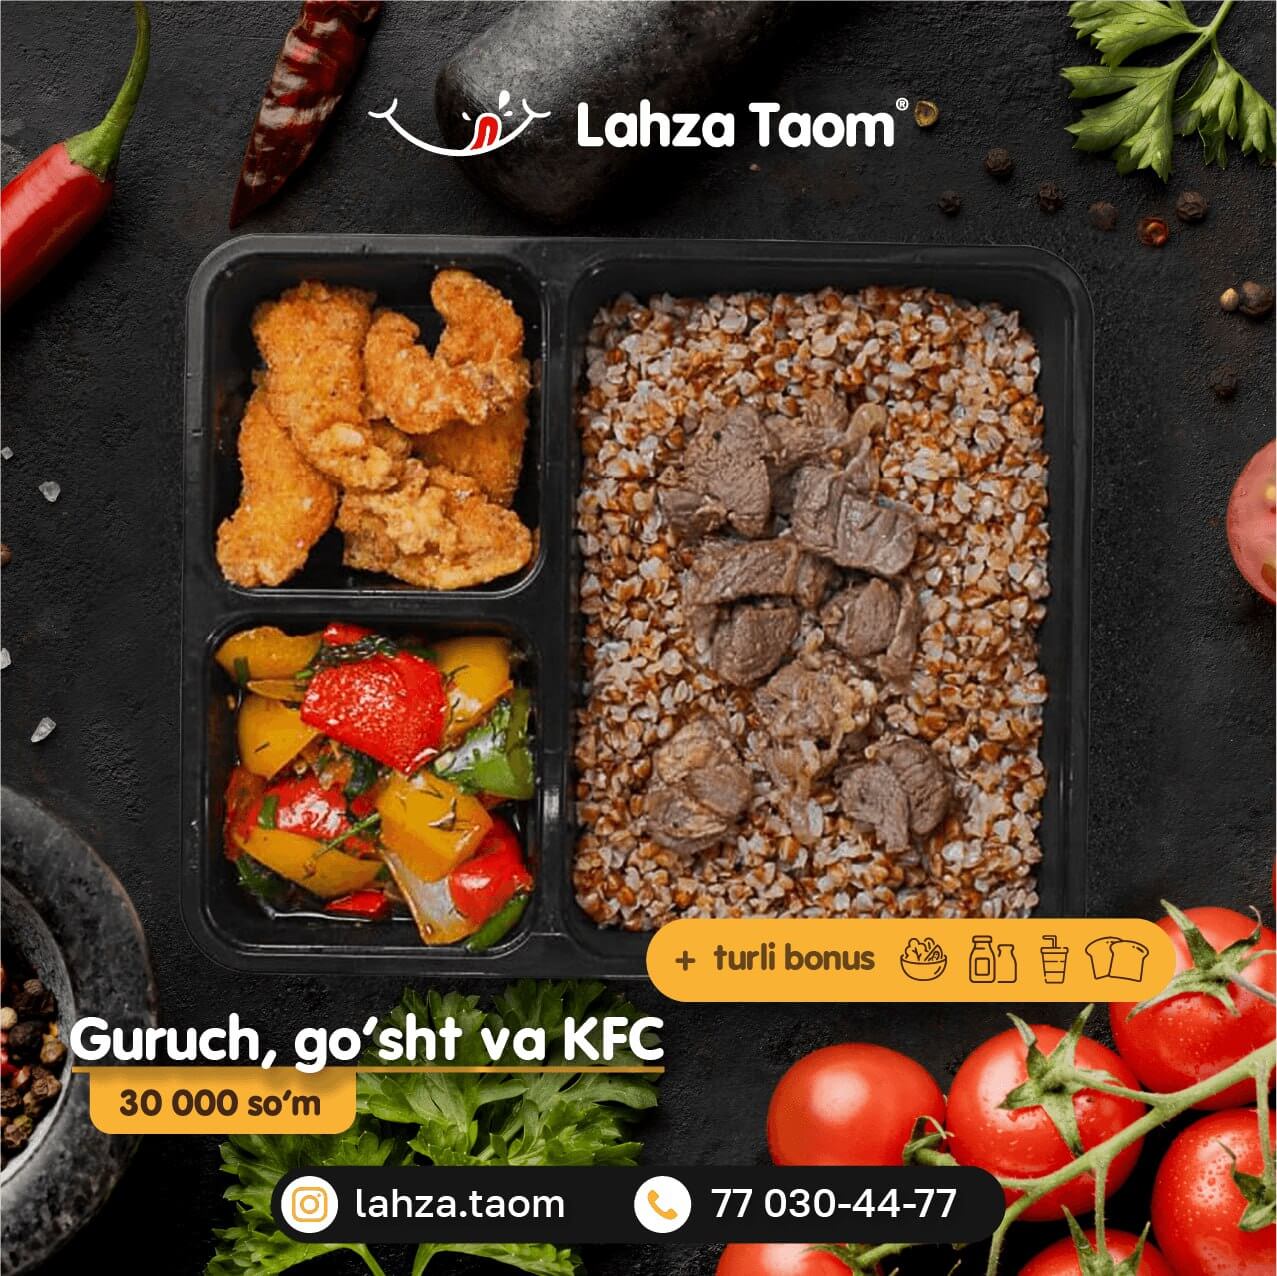 Lahza Taom®
+ turli bonus
Guruch, go‘sht va KFC
30 000 so‘m
lahza.taom
77 030-44-77